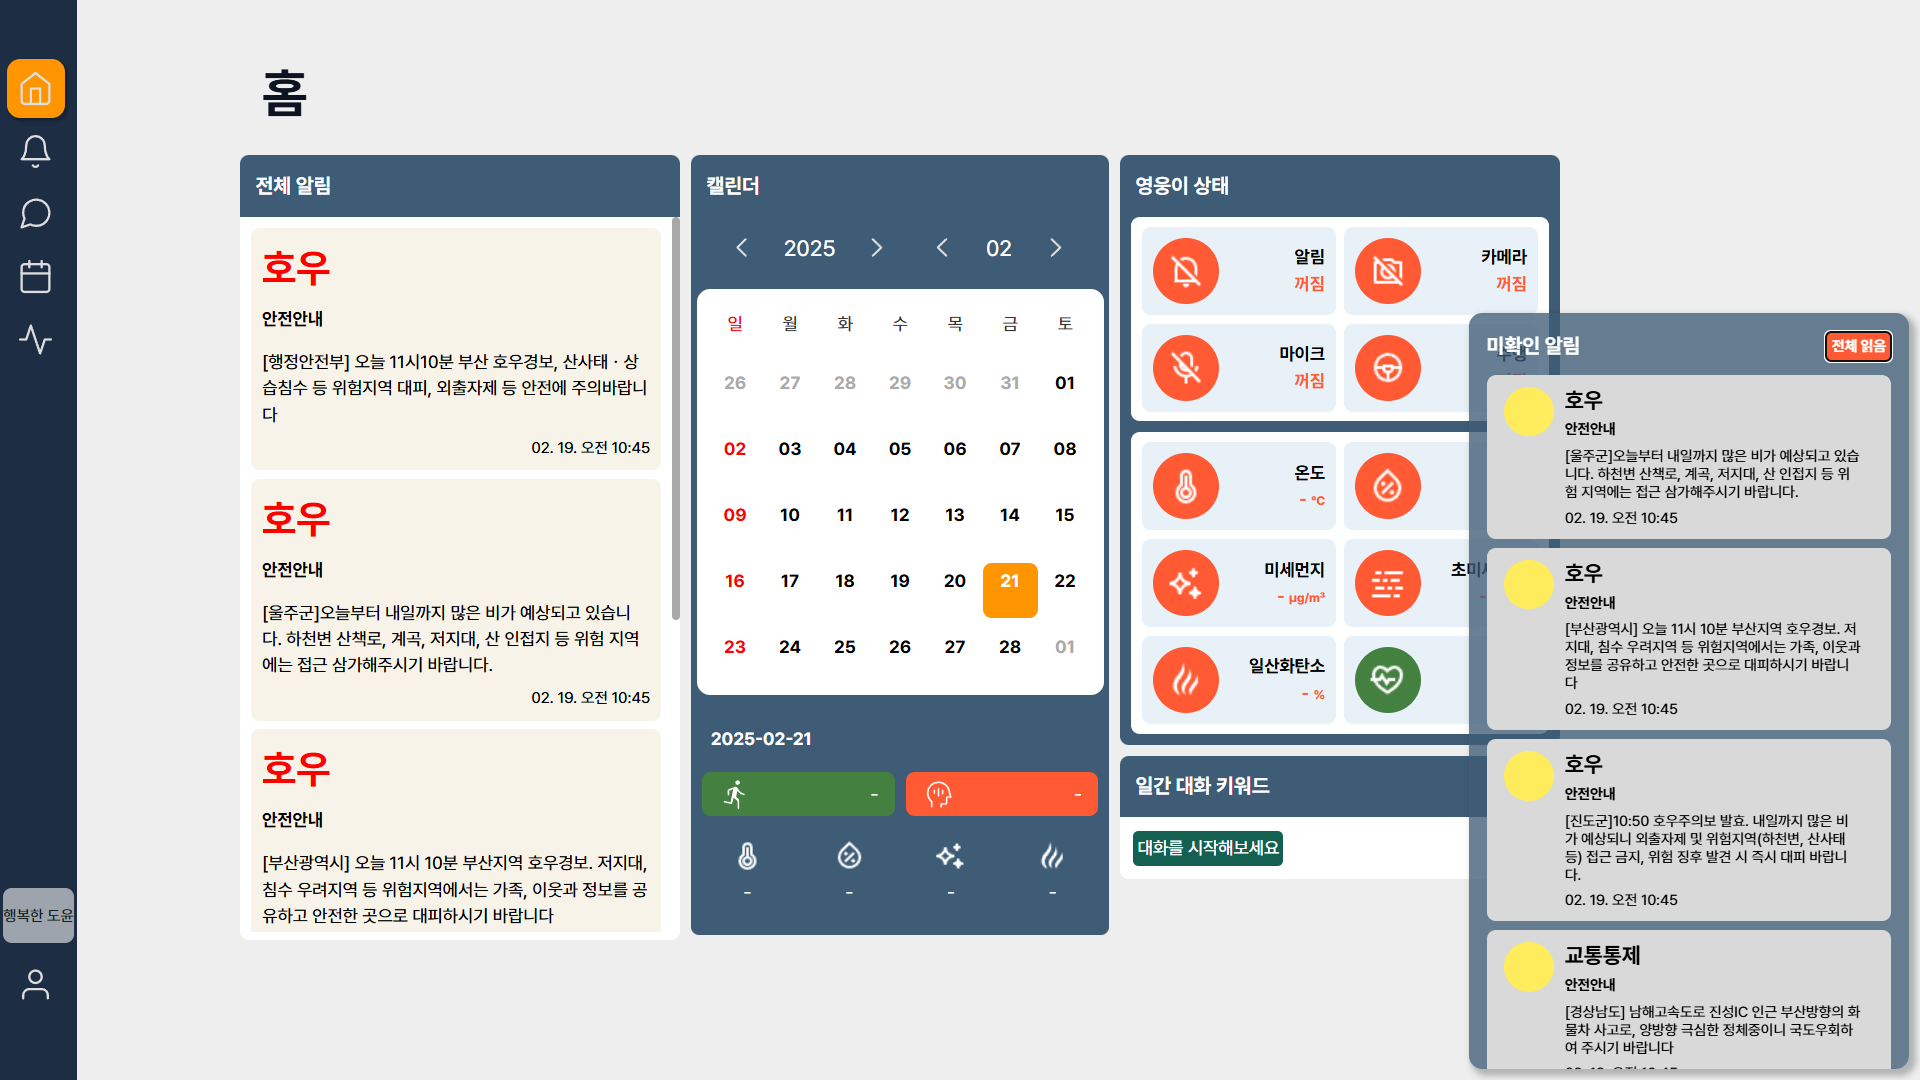 홈
전체 알림
호우
안전안내
[행정안전부] 오늘 11시10분 부산 호우경보, 산사태ㆍ상
습침수 등 위험지역 대피, 외출자제 등 안전에 주의바랍니
다
02. 19. 오전 10:45
호우
안전안내
[울주군]오늘부터 내일까지 많은 비가 예상되고 있습니
다. 하천변 산책로, 계곡, 저지대, 산 인접지 등 위험 지역
에는 접근 삼가해주시기 바랍니다.
02. 19. 오전 10:45
호우
안전안내
[부산광역시] 오늘 11시 10분 부산지역 호우경보. 저지대,
침수 우려지역 등 위험지역에서는 가족, 이웃과 정보를 공
유하고 안전한 곳으로 대피하시기 바랍니다
캘린더
2025 02
일 월 화 수 목 금 토
26 27 28 29 30 31 01
02 03 04 05 06 07 08
09 10 11 12 13 14 15
16 17 18 19 20 21 22
23 24 25 26 27 28 01
2025-02-21
- -
- - - -
영웅이 상태
알림
꺼짐
카메라
꺼짐
마이크
꺼짐
온도
- ℃
미세먼지
- μg/m³
초미
일산화탄소
- %
일간 대화 키워드
대화를 시작해보세요
미확인 알림
전체 읽음
호우
안전안내
[울주군]오늘부터 내일까지 많은 비가 예상되고 있습
니다. 하천변 산책로, 계곡, 저지대, 산 인접지 등 위
험 지역에는 접근 삼가해주시기 바랍니다.
02. 19. 오전 10:45
호우
안전안내
[부산광역시] 오늘 11시 10분 부산지역 호우경보. 저
지대, 침수 우려지역 등 위험지역에서는 가족, 이웃과
정보를 공유하고 안전한 곳으로 대피하시기 바랍니
다
02. 19. 오전 10:45
호우
안전안내
[진도군]10:50 호우주의보 발효. 내일까지 많은 비
가 예상되니 외출자제 및 위험지역(하천변, 산사태
등) 접근 금지, 위험 징후 발견 시 즉시 대피 바랍니
다.
02. 19. 오전 10:45
교통통제
안전안내
[경상남도] 남해고속도로 진성IC 인근 부산방향의 화
물차 사고로, 양방향 극심한 정체중이니 국도우회하
여 주시기 바랍니다
행복한 도윤